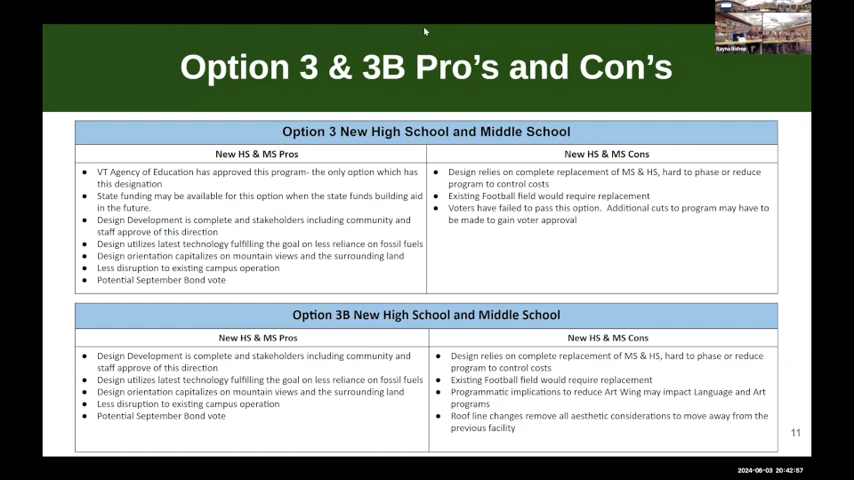 Rayna Bishop
Option 3 & 3B Pro's and Con's
Option 3 New High School and Middle School
New HS & MS Pros
New HS & MS Cons
● VT Agency of Education has approved this program- the only option which has
this designation
● State funding may be available for this option when the state funds building aid
in the future.
● Design Development is complete and stakeholders including community and
staff approve of this direction
● Design utilizes latest technology fulfilling the goal on less reliance on fossil fuels
● Design orientation capitalizes on mountain views and the surrounding land
● Less disruption to existing campus operation
● Potential September Bond vote
● Design relies on complete replacement of MS & HS, hard to phase or reduce
program to control costs
● Existing Football field would require replacement
● Voters have failed to pass this option.  Additional cuts to program may have to
be made to gain voter approval
Option 3B New High School and Middle School
New HS & MS Pros
New HS & MS Cons
● Design Development is complete and stakeholders including community and
staff approve of this direction
● Design utilizes latest technology fulfilling the goal on less reliance on fossil fuels
● Design orientation capitalizes on mountain views and the surrounding land
● Less disruption to existing campus operation
● Potential September Bond vote
● Design relies on complete replacement of MS & HS, hard to phase or reduce
program to control costs
● Existing Football field would require replacement
● Programmatic implications to reduce Art Wing may impact Language and Art
programs
● Roof line changes remove all aesthetic considerations to move away from the
previous facility
11
2024-06-03 20:42:57